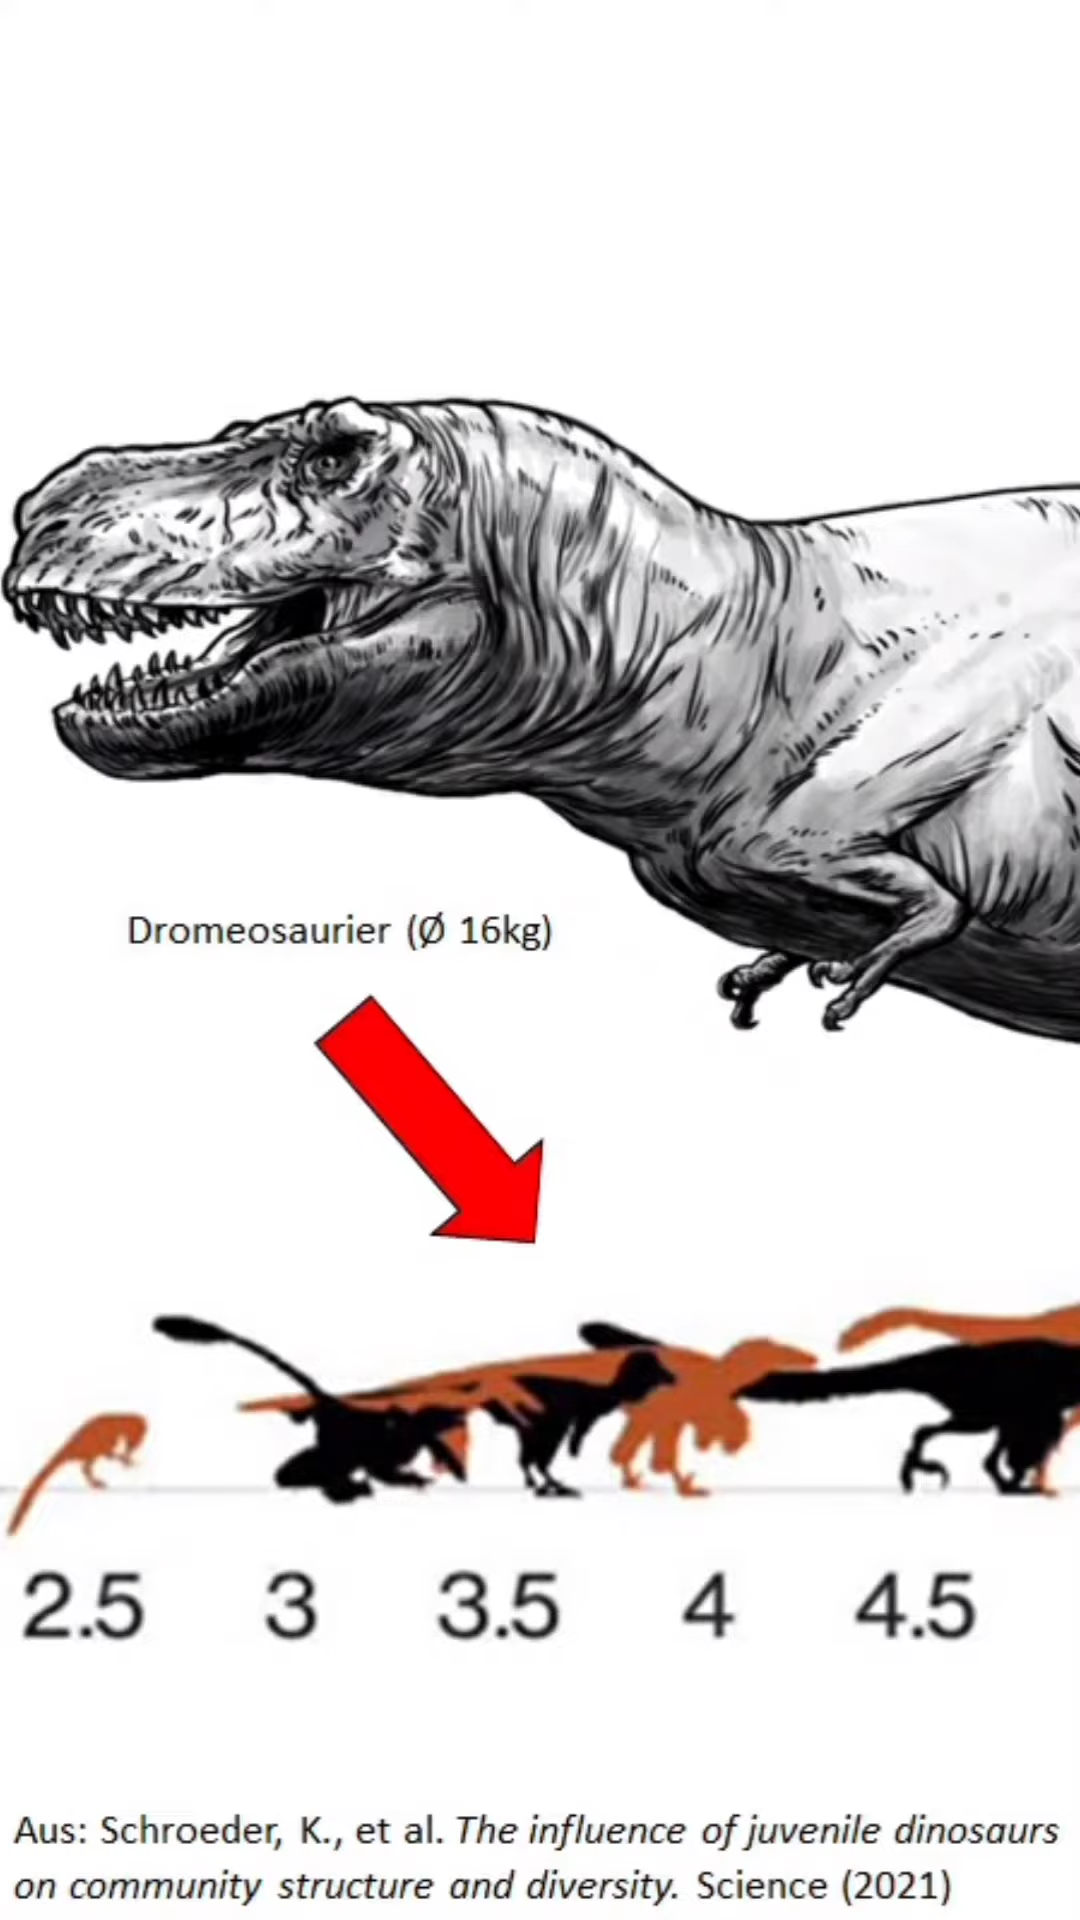 Dromeosaurier (Ø 16kg)
2.5 3 3.5 4 4.5
Aus: Schroeder, K., et al. The influence of juvenile dinosaurs
on community structure and diversity. Science (2021)